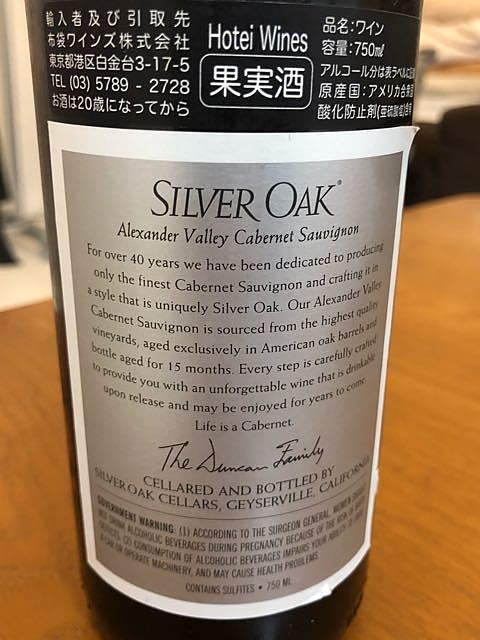 輸入者及び引取先
布袋ワインズ株式会社
東京都港区白金台3-17-5
TEL (03) 5789 - 2728
お酒は20歳になってから
Hotei Wines
果実酒
品名:ワイン
容量:750㎖
アルコール分は表ラベルに記
原産国:アメリカ合衆国
酸化防止剤(亜硫酸塩)含有
SILVER OAK®
Alexander Valley Cabernet Sauvignon
For over 40 years we have been dedicated to producing
only the finest Cabernet Sauvignon and crafting it in
a style that is uniquely Silver Oak. Our Alexander Valley
Cabernet Sauvignon is sourced from the highest quality
vineyards, aged exclusively in American oak barrels and
bottle aged for 15 months. Every step is carefully crafted
to provide you with an unforgettable wine that is drinkable
upon release and may be enjoyed for years to come.
Life is a Cabernet.
The Duncan Family
CELLARED AND BOTTLED BY
SILVER OAK CELLARS, GEYSERVILLE, CALIFORNIA
GOVERNMENT WARNING: (1) ACCORDING TO THE SURGEON GENERAL, WOMEN SHOULD
NOT DRINK ALCOHOLIC BEVERAGES DURING PREGNANCY BECAUSE OF THE RISK OF BIRTH
DEFECTS. (2) CONSUMPTION OF ALCOHOLIC BEVERAGES IMPAIRS YOUR ABILITY TO DRIVE
A CAR OR OPERATE MACHINERY, AND MAY CAUSE HEALTH PROBLEMS.
CONTAINS SULFITES • 750 ML